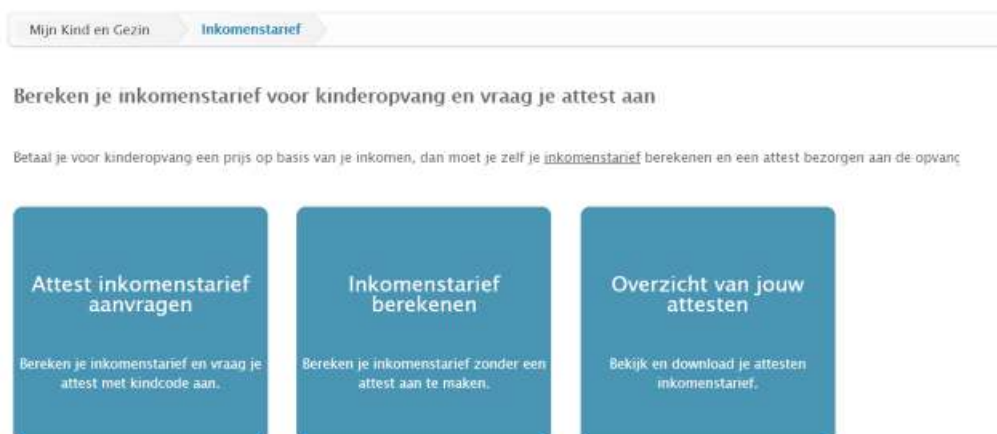 Mijn Kind en Gezin
Inkomenstarief
Bereken je inkomenstarief voor kinderopvang en vraag je attest aan
Betaal je voor kinderopvang een prijs op basis van je inkomen, dan moet je zelf je inkomenstarief berekenen en een attest bezorgen aan de opvang
Attest inkomenstarief
aanvragen
Bereken je inkomenstarief en vraag je
attest met kindcode aan.
Inkomenstarief
berekenen
Bereken je inkomenstarief zonder een
attest aan te maken.
Overzicht van jouw
attesten
Bekijk en download je attesten
inkomenstarief.